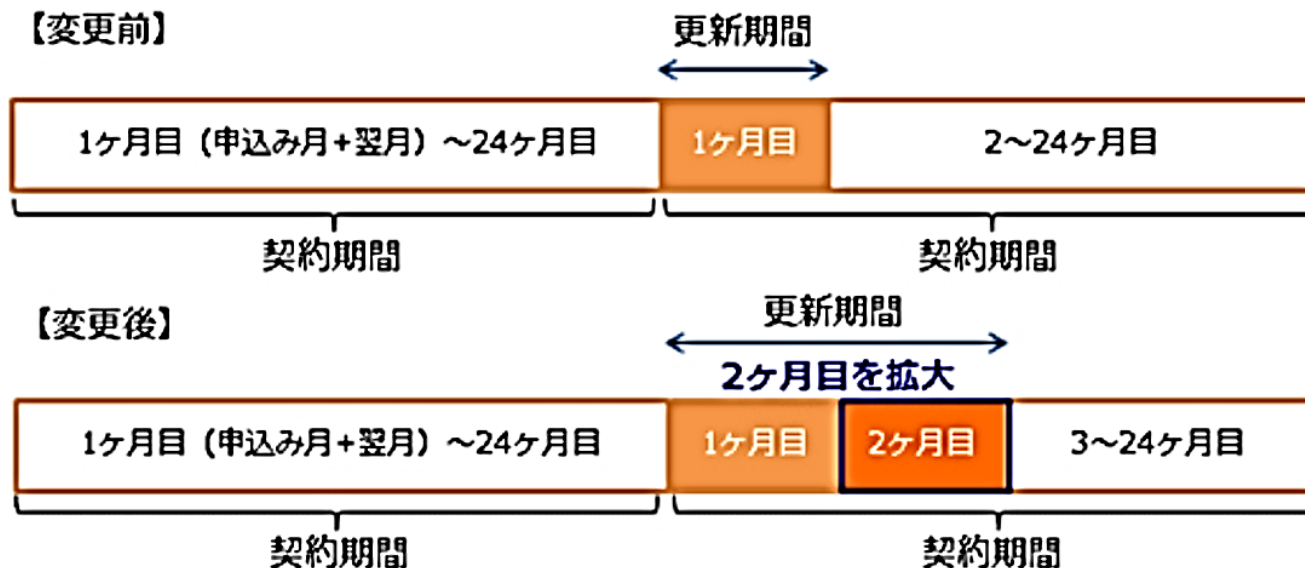 【変更前】
更新期間
1ヶ月目（申込み月+翌月）～24ヶ月目
1ヶ月目
2～24ヶ月目
契約期間
契約期間
【変更後】
更新期間
2ヶ月目を拡大
1ヶ月目（申込み月+翌月）～24ヶ月目
1ヶ月目
2ヶ月目
3～24ヶ月目
契約期間
契約期間